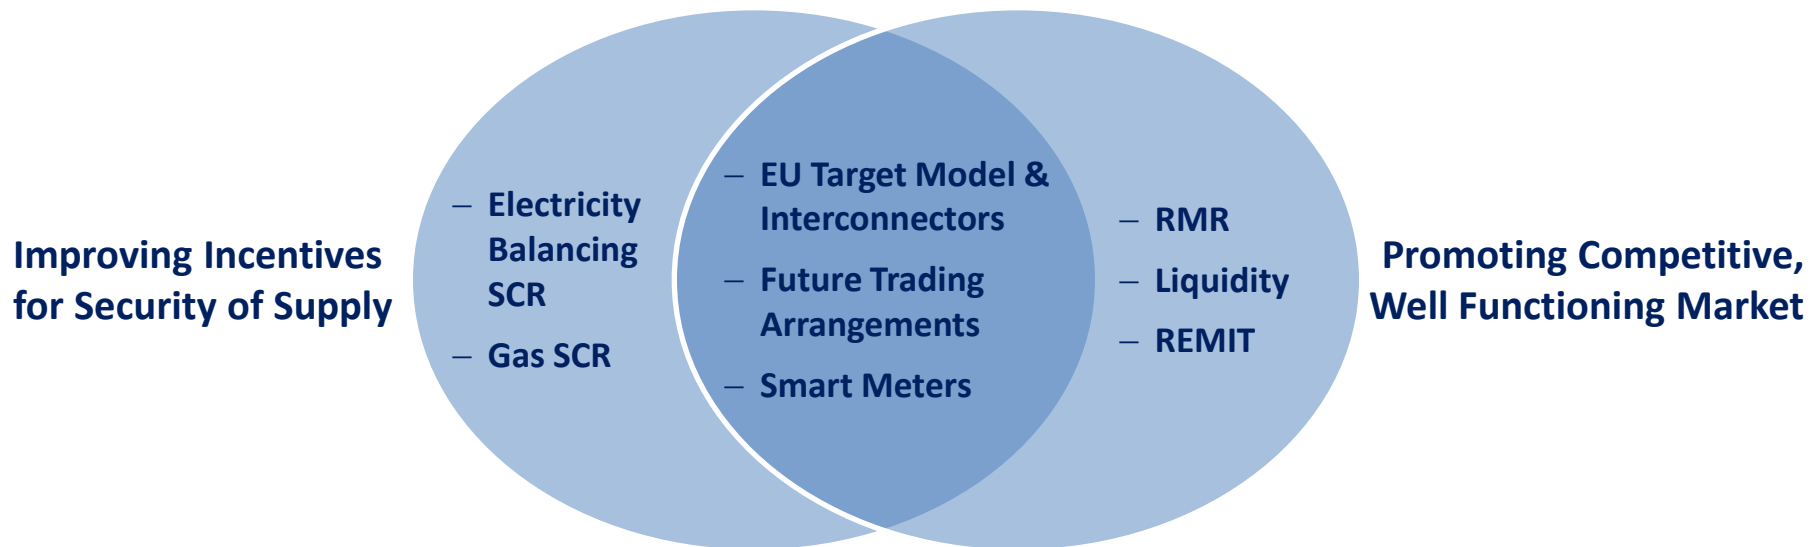 Improving Incentives
for Security of Supply
– Electricity
Balancing
SCR
– Gas SCR
– EU Target Model &
Interconnectors
– Future Trading
Arrangements
– Smart Meters
– RMR
– Liquidity
– REMIT
Promoting Competitive,
Well Functioning Market